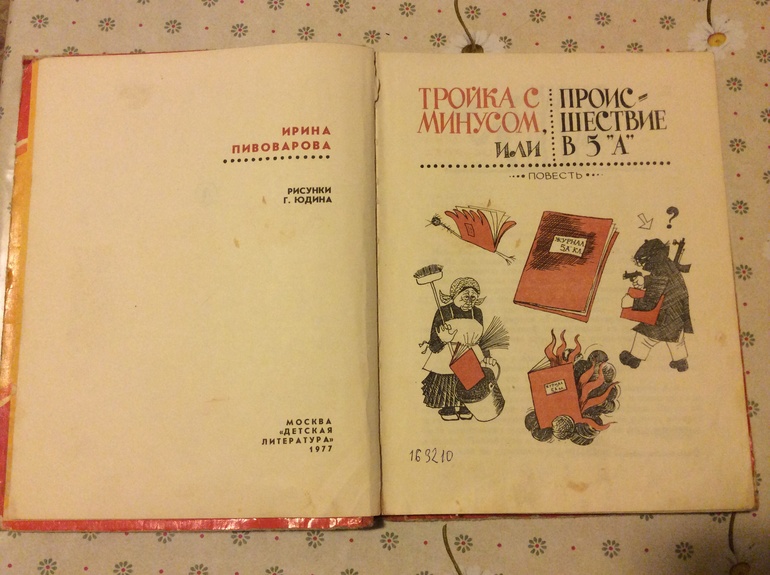 ИРИНА
ПИВОВАРОВА
РИСУНКИ
Г. ЮДИНА
МОСКВА
«ДЕТСКАЯ
ЛИТЕРАТУРА»
1977
ТРОЙКА С
МИНУСОМ,
ИЛИ
ПРОИС-
ШЕСТВИЕ
В 5 "А"
ПОВЕСТЬ
?
ЖУРНАЛ
5А КЛ
ЖУРНАЛ
163210